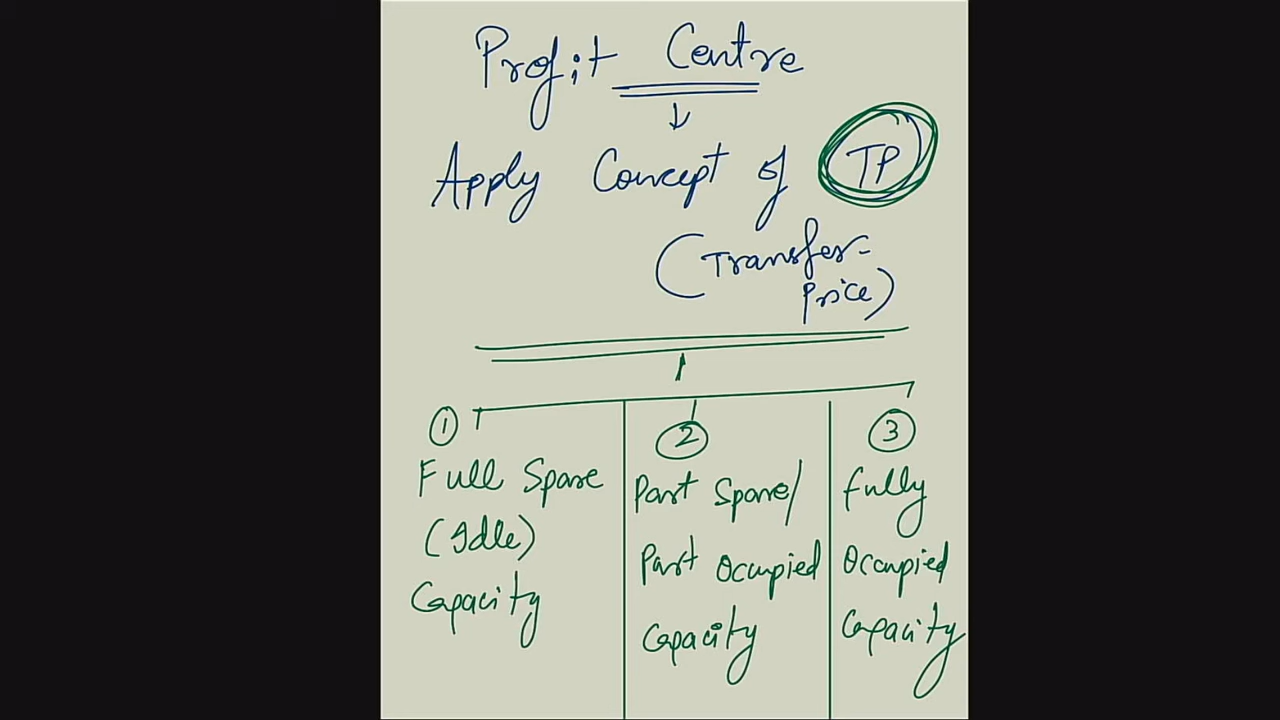 Profit Centre
Apply Concept of TP
(Transfer-
Price)
① ② ③
Full Spare
(Idle)
Capacity
Part Spare/
Part Occupied
Capacity
Fully
Occupied
Capacity